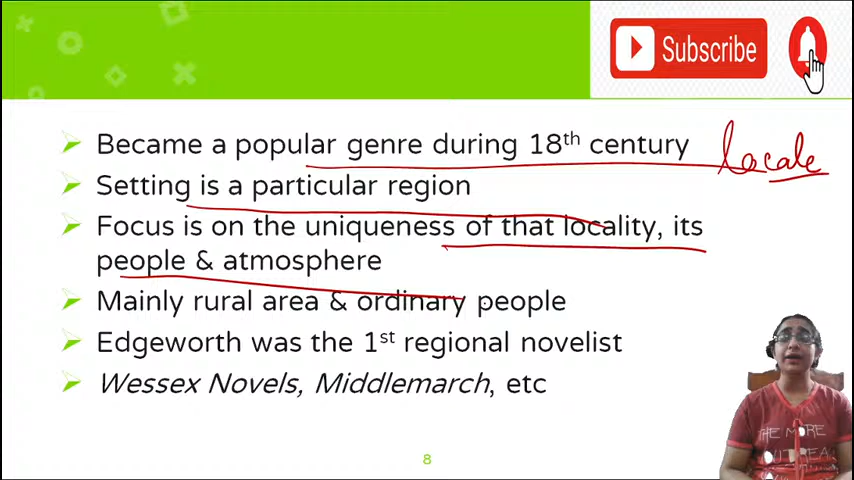 Subscribe
Became a popular genre during 18th century
locale
Setting is a particular region
Focus is on the uniqueness of that locality, its
people & atmosphere
Mainly rural area & ordinary people
Edgeworth was the 1st regional novelist
Wessex Novels, Middlemarch, etc
THE MORE
8